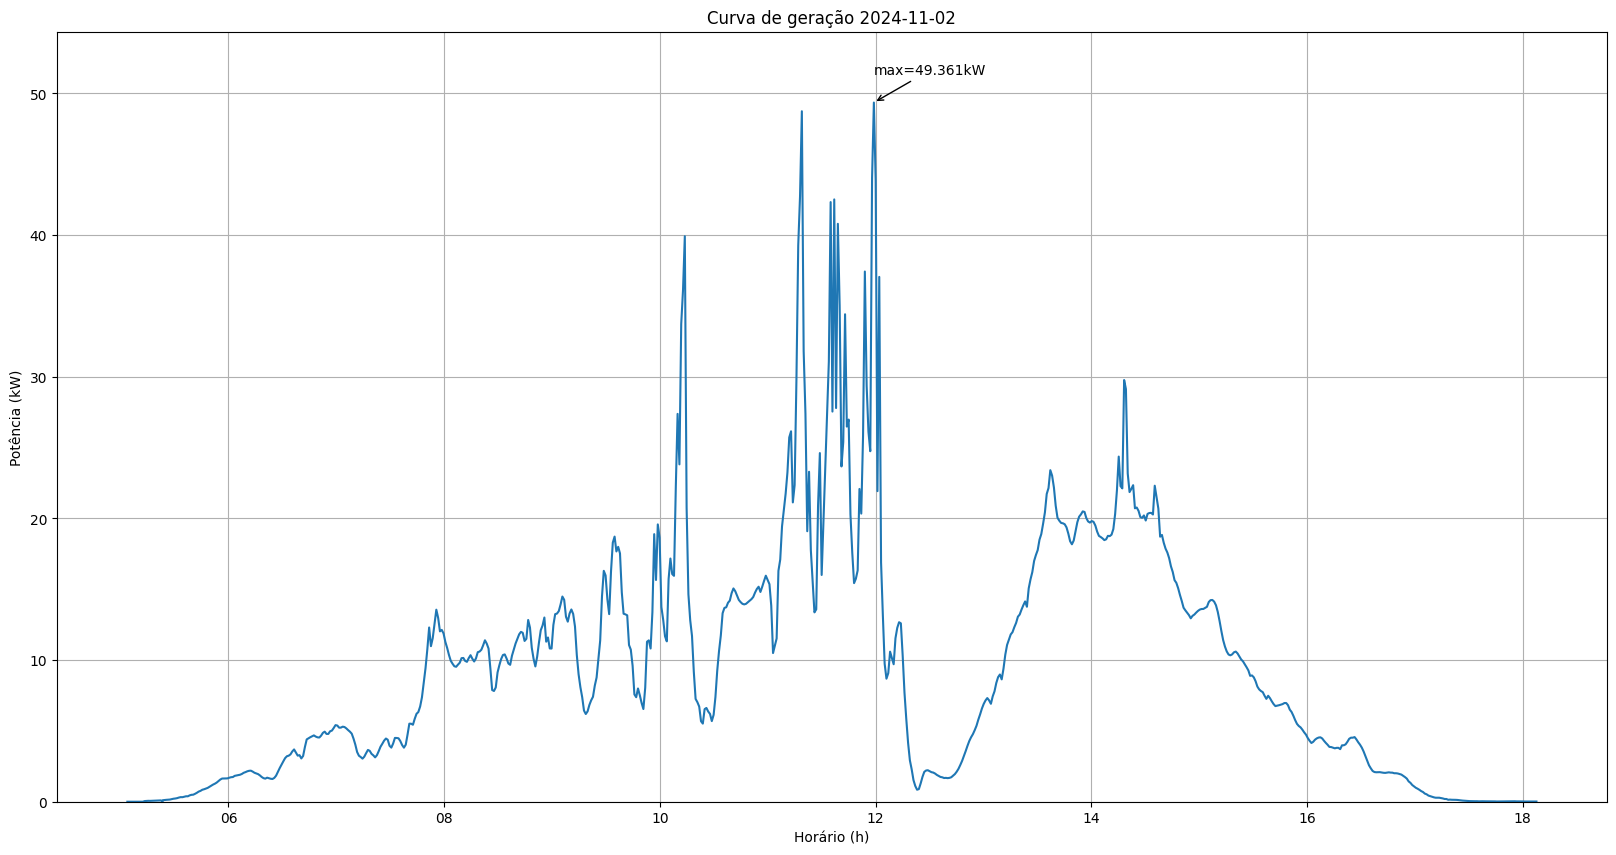 Curva de geração 2024-11-02
max=49.361kW
Potência (kW)
50
40
30
20
10
0
06 08 10 12 14 16 18
Horário (h)